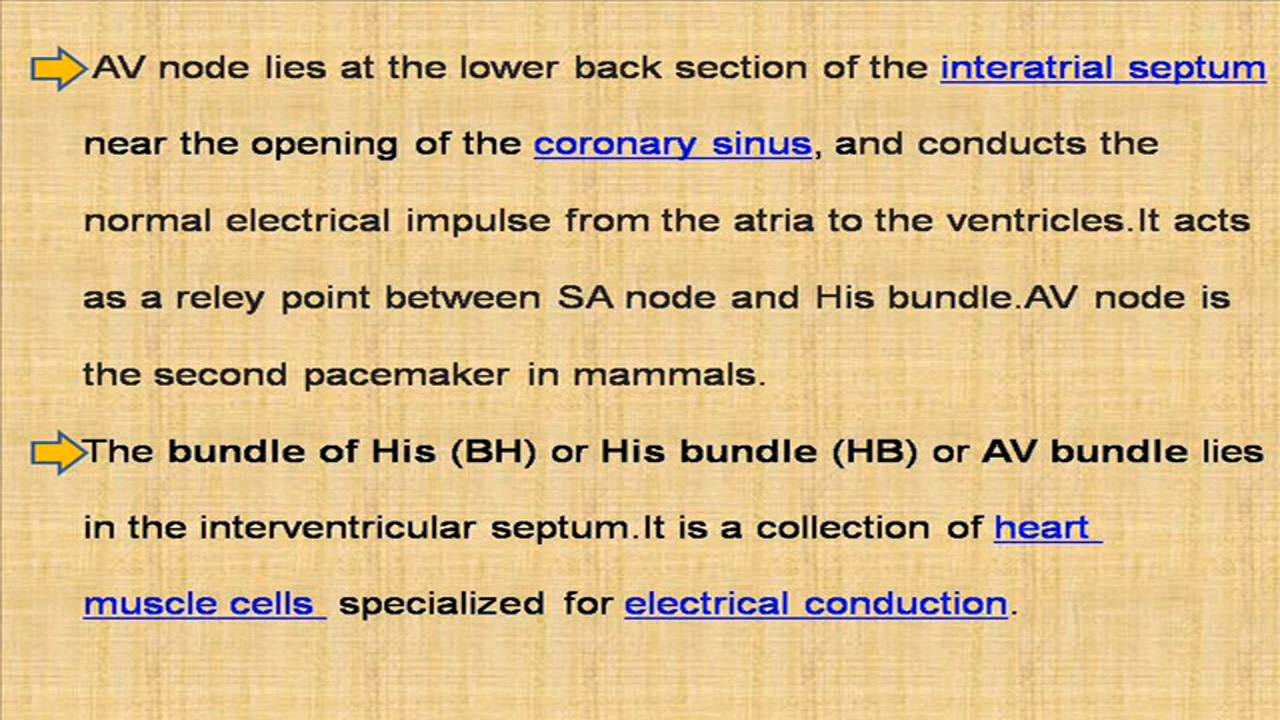 AV node lies at the lower back section of the interatrial septum
near the opening of the coronary sinus, and conducts the
normal electrical impulse from the atria to the ventricles.It acts
as a reley point between SA node and His bundle.AV node is
the second pacemaker in mammals.
The bundle of His (BH) or His bundle (HB) or AV bundle lies
in the interventricular septum.It is a collection of heart
muscle cells specialized for electrical conduction.